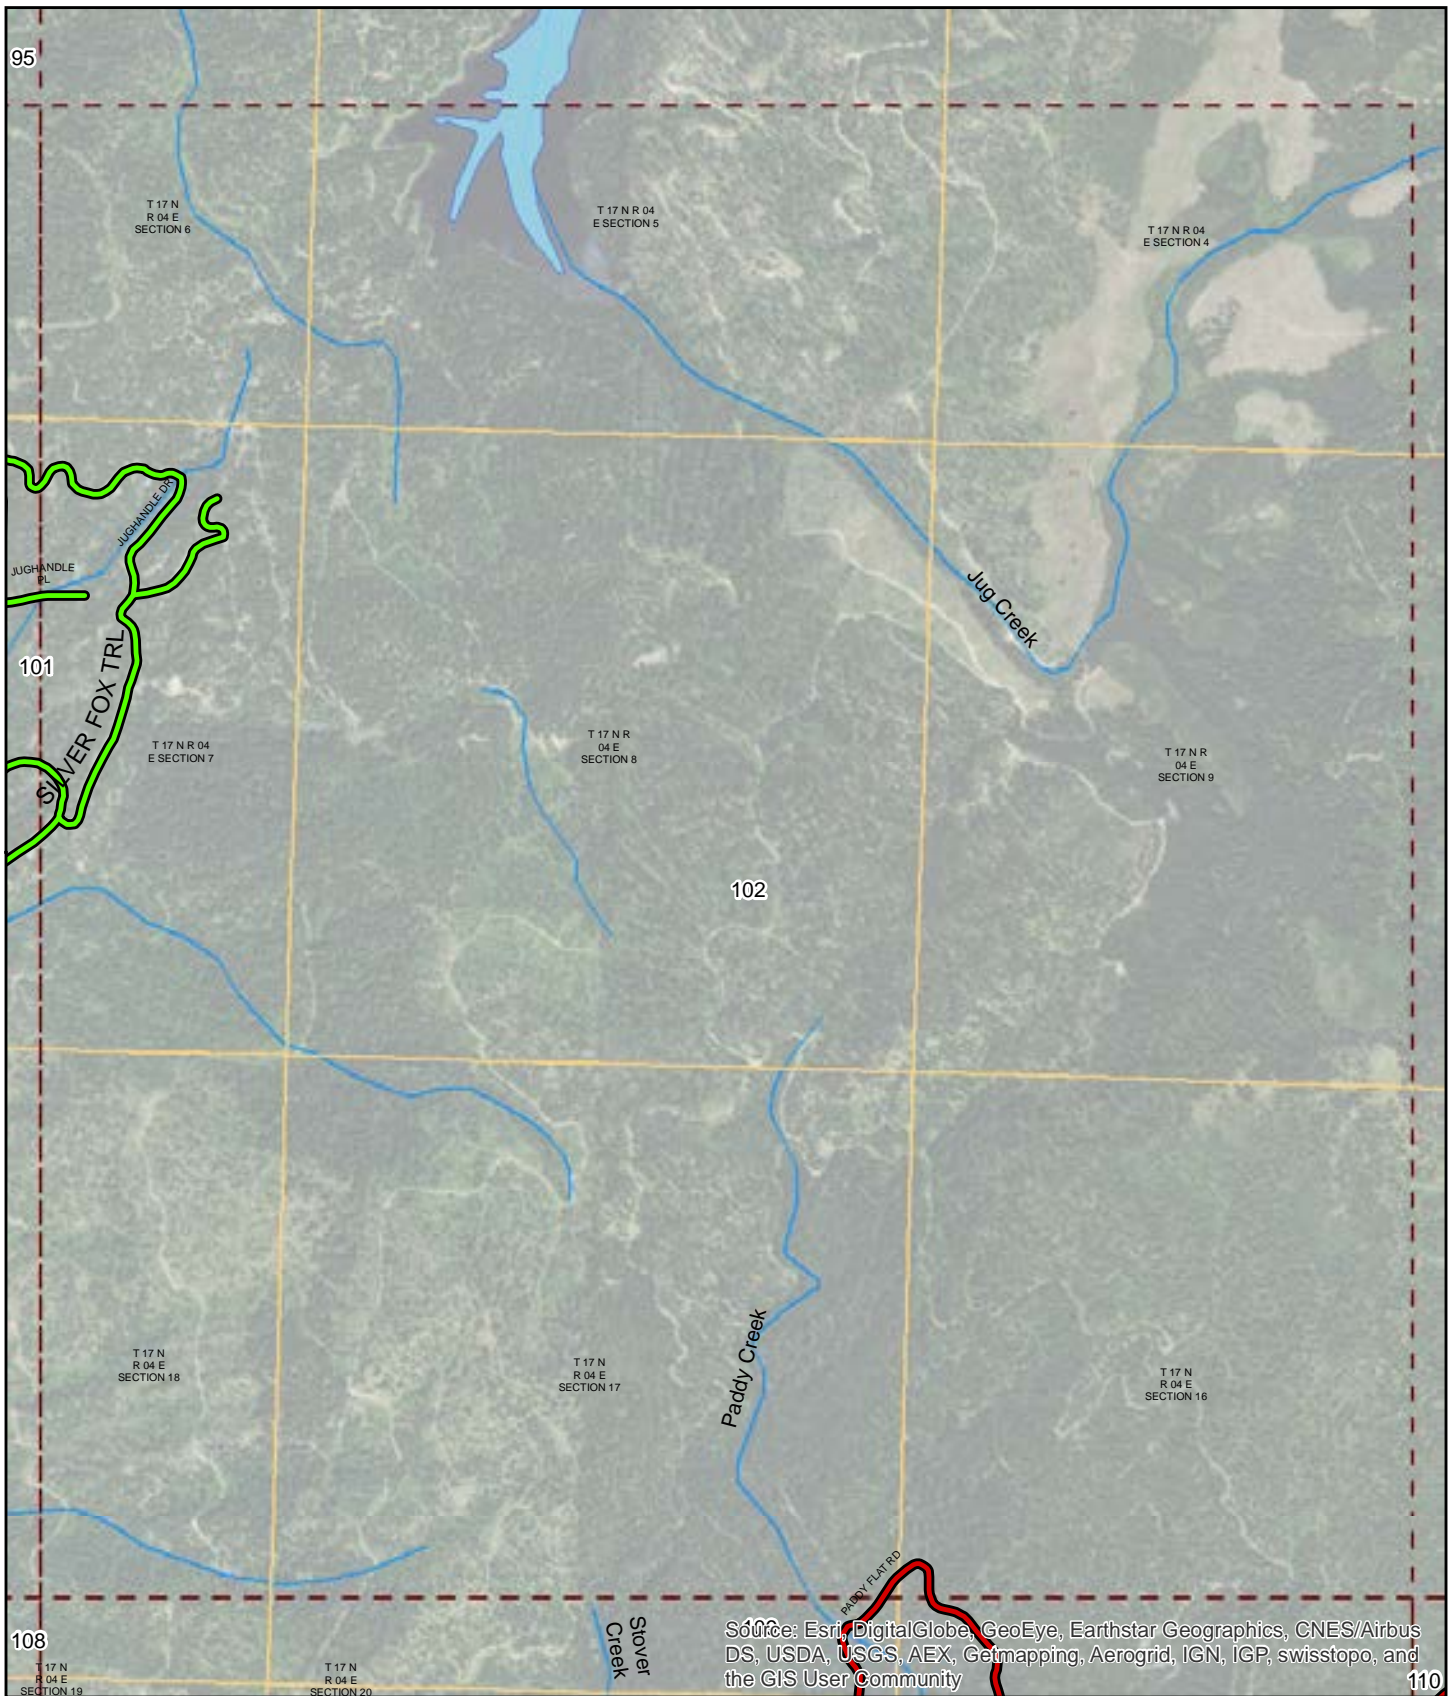 95
T 17 N
R 04 E
SECTION 6
T 17 N R 04
E SECTION 5
T 17 N R 04
E SECTION 4
JUGHANDLE DR
JUGHANDLE
PL
Jug Creek
101
SILVER FOX TRL
T 17 N R 04
E SECTION 7
T 17 N R
04 E
SECTION 8
T 17 N R
04 E
SECTION 9
102
Paddy Creek
T 17 N
R 04 E
SECTION 18
T 17 N
R 04 E
SECTION 17
T 17 N
R 04 E
SECTION 16
PADDY FLAT RD
108
Stover
Creek
Source: Esri, DigitalGlobe, GeoEye, Earthstar Geographics, CNES/Airbus
DS, USDA, USGS, AEX, Getmapping, Aerogrid, IGN, IGP, swisstopo, and
the GIS User Community
110
T 17 N
R 04 E
SECTION 19
T 17 N
R 04 E
SECTION 20